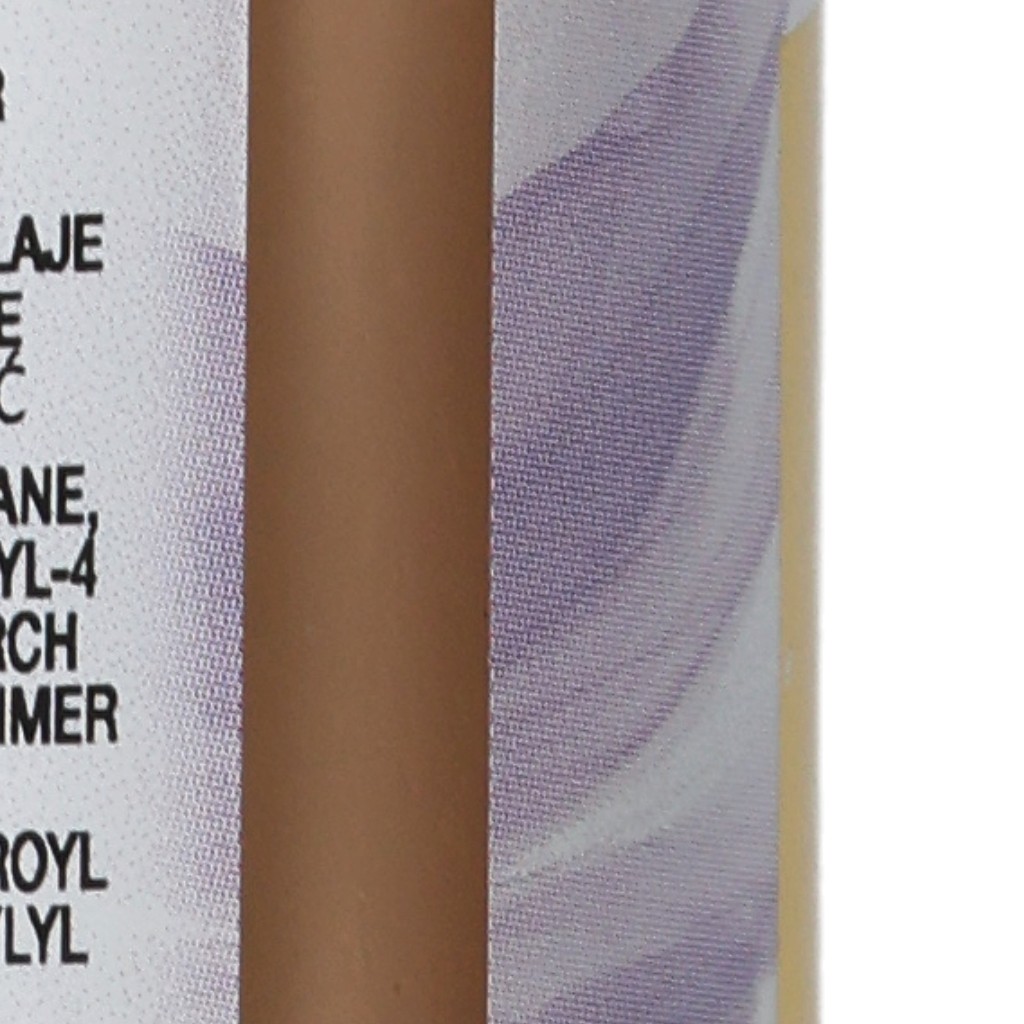 R
LAJE
E
Č
ANE,
YL-4
RCH
IMER
ROYL
YLYL